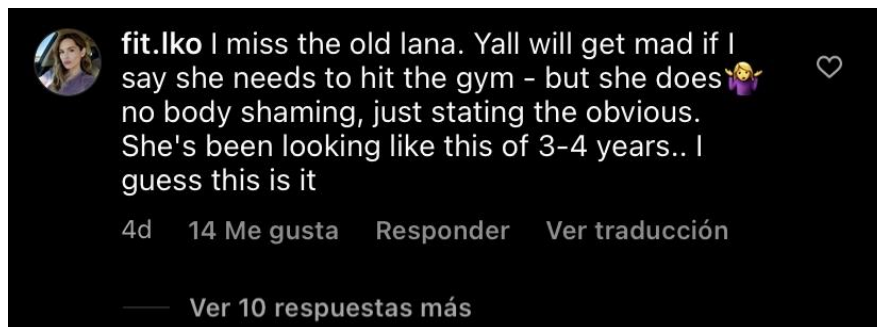 fit.lko I miss the old lana. Yall will get mad if I
say she needs to hit the gym - but she does🤷‍♀️
no body shaming, just stating the obvious.
She's been looking like this of 3-4 years.. I
guess this is it
4d 14 Me gusta Responder Ver traducción
Ver 10 respuestas más